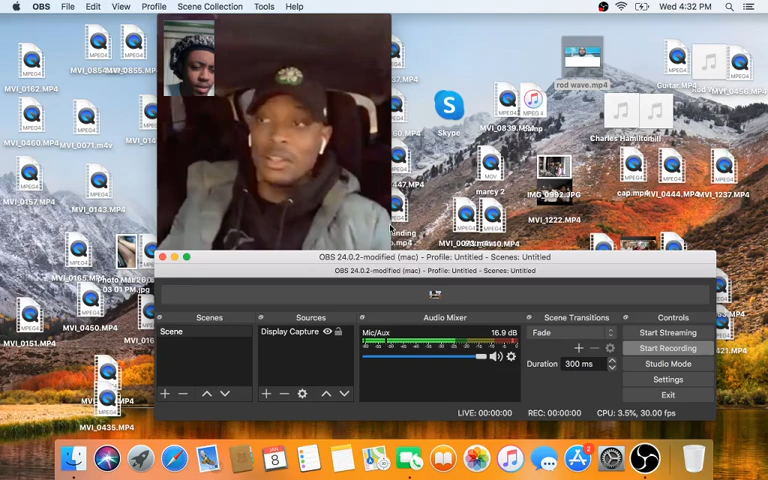 OBS File Edit View Profile Scene Collection Tools Help
Wed 4:32 PM
MVI_0162.MP4
MVI_0855.MP4
rod wave.mp4
Guitar.MP4
MVI_0456.MP4
Skype
MVI_0460.MP4
MVI_0071.m4v
MVI_0839.
Charles Hamilton
marcy 2
IMG_0992.JPG
cap.mp4
MVI_0444.MP4
MVI_1237.MP4
MVI_0157.MP4
MVI_0143.MP4
MVI_1222.MP4
MVI_0165.MP4
03 01 PM.jpg
MVI_0450.MP4
MVI_0151.MP4
MVI_0435.MP4
OBS 24.0.2-modified (mac) - Profile: Untitled - Scenes: Untitled
OBS 24.0.2-modified (mac) - Profile: Untitled - Scenes: Untitled
Scenes
Sources
Audio Mixer
Scene Transitions
Controls
Scene
Display Capture
Mic/Aux
16.9 dB
Fade
Duration
300 ms
Start Streaming
Start Recording
Studio Mode
Settings
Exit
LIVE: 00:00:00
REC: 00:00:00
CPU: 3.5%, 30.00 fps
JAN
8